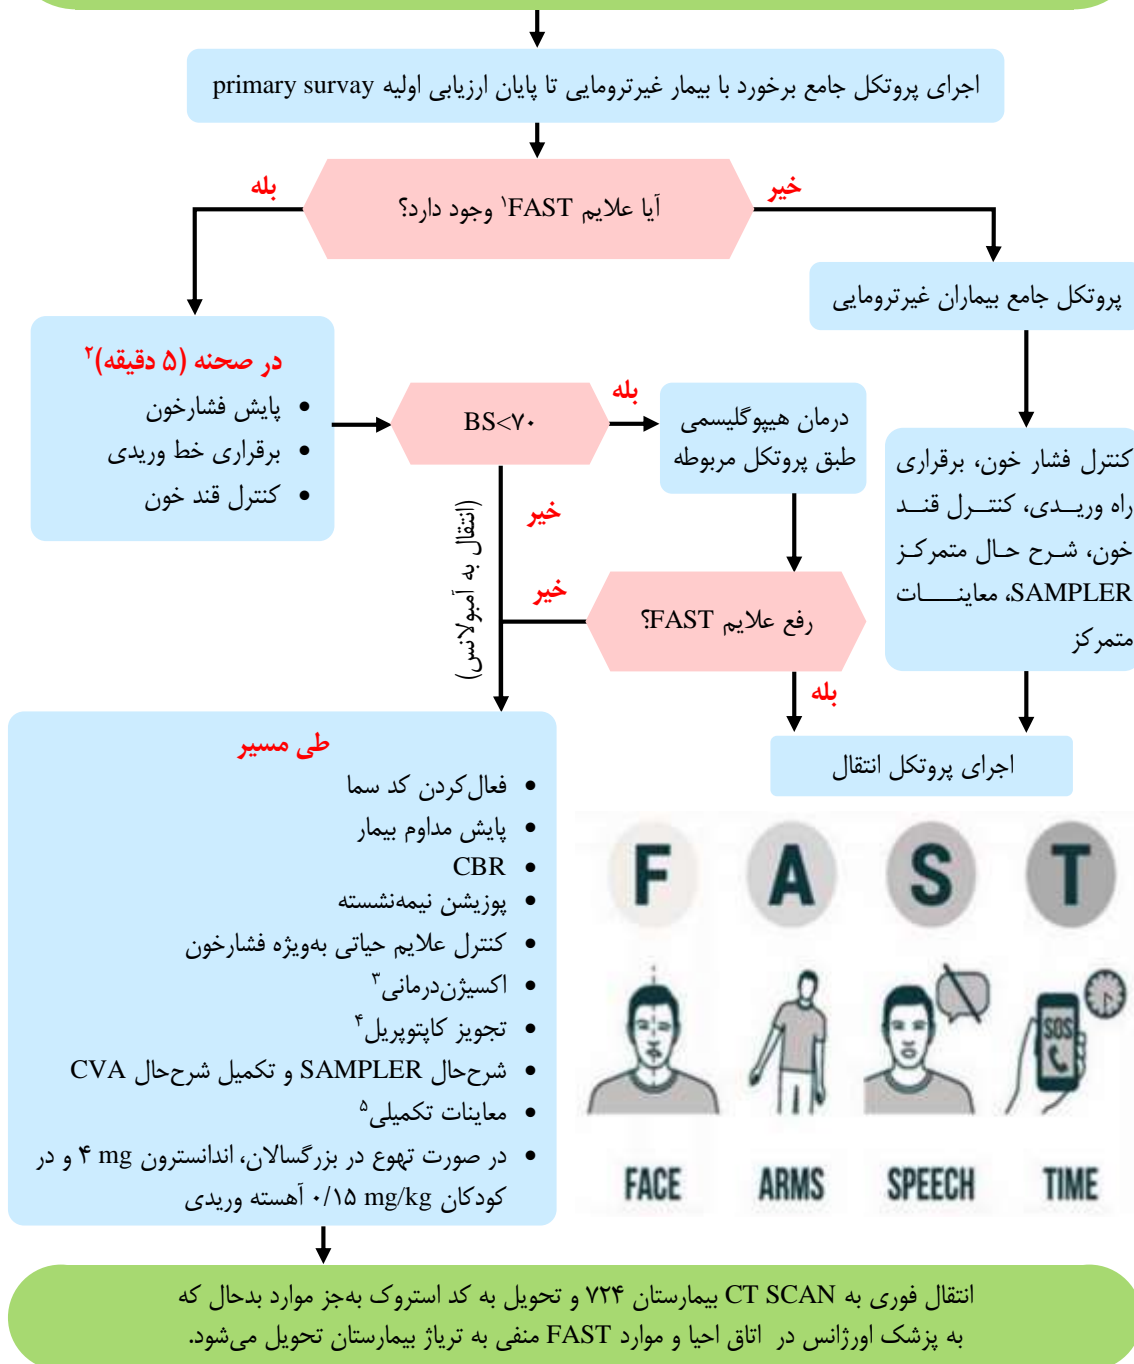 اجرای پروتکل جامع برخورد با بیمار غیرترومایی تا پایان ارزیابی اولیه primary survay
آیا علایم FAST۱ وجود دارد؟
بله
خیر
پروتکل جامع بیماران غیرترومایی
در صحنه (۵ دقیقه)۲
• پایش فشارخون
• برقراری خط وریدی
• کنترل قند خون
BS<۷۰
بله
درمان هیپوگلیسمی
طبق پروتکل مربوطه
کنترل فشار خون، برقراری
راه وریدی، کنترل قند
خون، شرح حال متمرکز
SAMPLER، معاینات
متمرکز
خیر
(انتقال به آمبولانس)
خیر
رفع علایم FAST؟
بله
اجرای پروتکل انتقال
طی مسیر
• فعال‌کردن کد سما
• پایش مداوم بیمار
• CBR
• پوزیشن نیمه‌نشسته
• کنترل علایم حیاتی به‌ویژه فشارخون
• اکسیژن‌درمانی۳
• تجویز کاپتوپریل۴
• شرح‌حال SAMPLER و تکمیل شرح‌حال CVA
• معاینات تکمیلی۵
• در صورت تهوع در بزرگسالان، اندانسترون ۴ mg و در
کودکان ۰/۱۵ mg/kg آهسته وریدی
F A S T
SOS
FACE ARMS SPEECH TIME
انتقال فوری به CT SCAN بیمارستان ۷۲۴ و تحویل به کد استروک به‌جز موارد بدحال که
به پزشک اورژانس در اتاق احیا و موارد FAST منفی به تریاژ بیمارستان تحویل می‌شود.